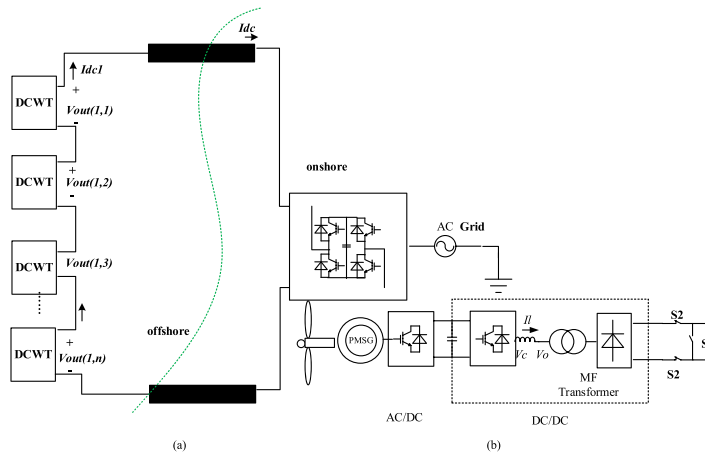 Idc
Idc1
DCWT
+
Vout(1,1)
-
DCWT
+
Vout(1,2)
-
DCWT
Vout(1,3)
offshore
DCWT
+
Vout(1,n)
-
onshore
AC Grid
PMSG
Il
Vc Vo
MF
Transformer
S2
S
S2
AC/DC
DC/DC
(a)
(b)